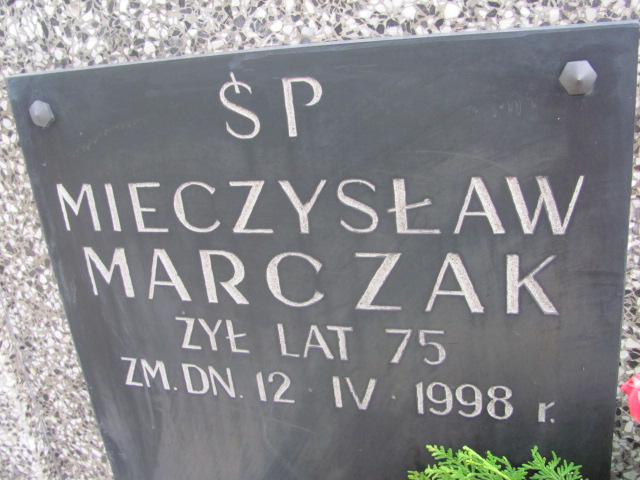 ŚP
MIECZYSŁAW
MARCZAK
ŻYŁ LAT 75
ZM. DN. 12 IV 1998 r.